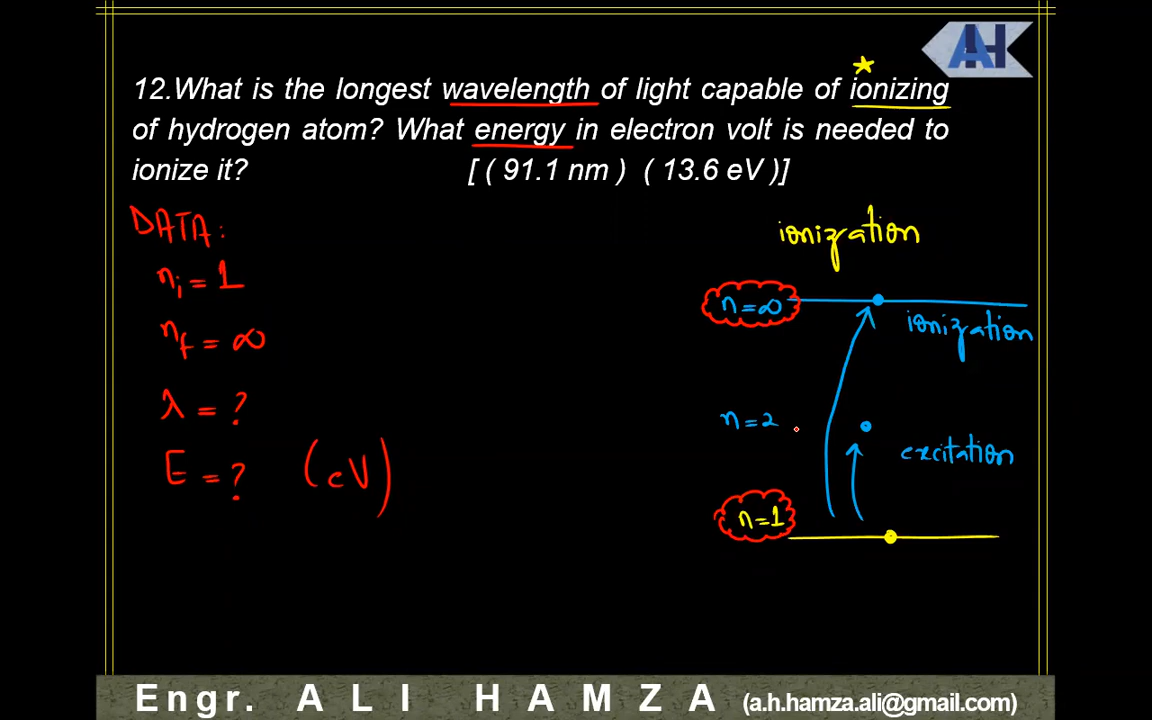 AH
12.What is the longest wavelength of light capable of ionizing
of hydrogen atom? What energy in electron volt is needed to
ionize it? [ ( 91.1 nm ) ( 13.6 eV )]
DATA:
nᵢ = 1
n_f = ∞
λ = ?
E = ? (eV)
ionization
n=∞
ionization
n=2
excitation
n=1
Engr. ALI HAMZA (a.h.hamza.ali@gmail.com)